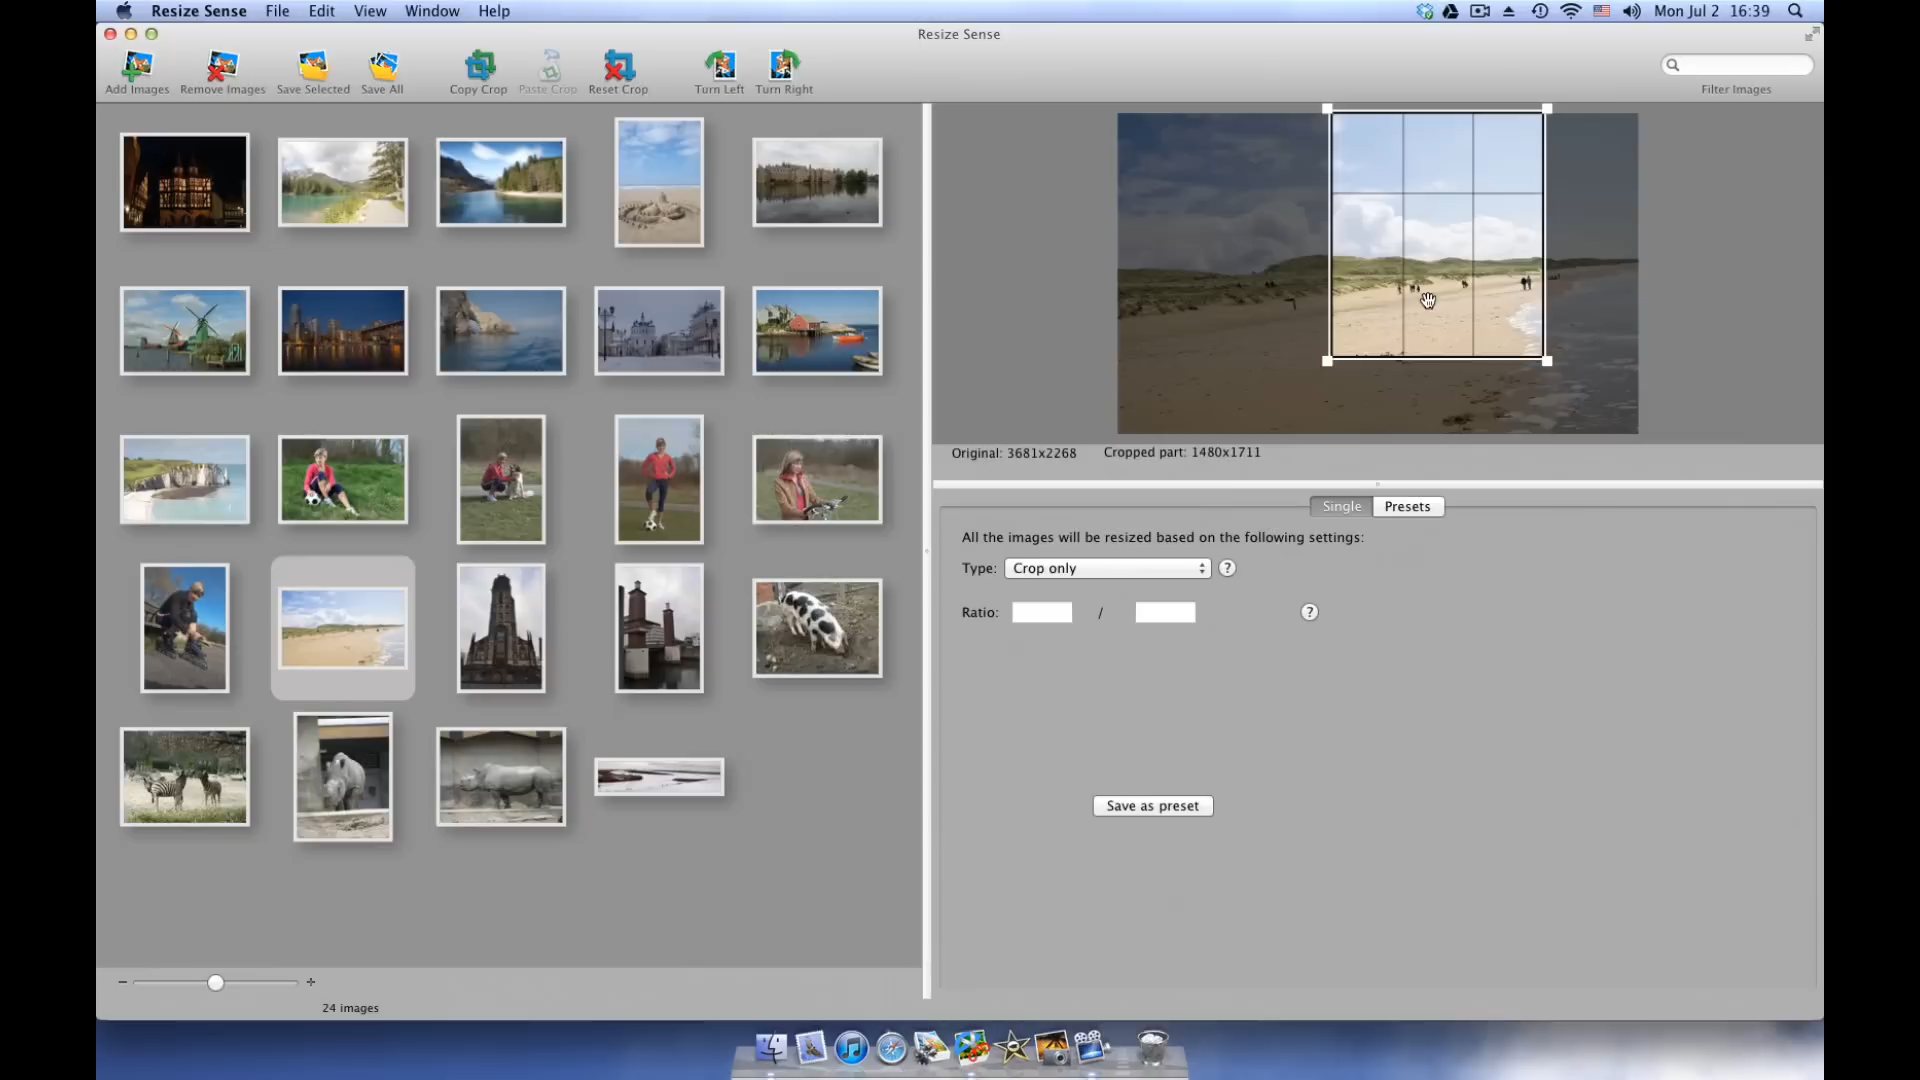 Resize Sense File Edit View Window Help Mon Jul 2 16:39
Resize Sense
Add Images Remove Images Save Selected Save All Copy Crop Paste Crop Reset Crop Turn Left Turn Right Filter Images
Original: 3681x2268 Cropped part: 1480x1711
Single Presets
All the images will be resized based on the following settings:
Type: Crop only ?
Ratio: / ?
Save as preset
24 images